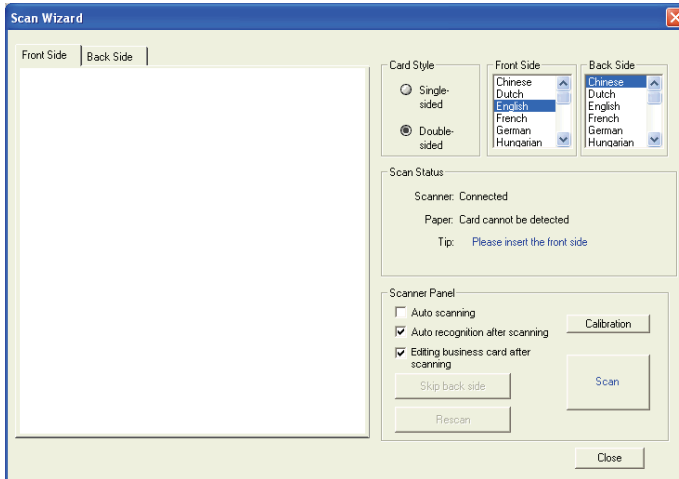 Scan Wizard
Front Side
Back Side
Card Style
Single-
sided
Double-
sided
Front Side
Chinese
Dutch
English
French
German
Hungarian
Back Side
Chinese
Dutch
English
French
German
Hungarian
Scan Status
Scanner: Connected
Paper: Card cannot be detected
Tip: Please insert the front side
Scanner Panel
Auto scanning
Auto recognition after scanning
Editing business card after
scanning
Calibration
Skip back side
Scan
Rescan
Close